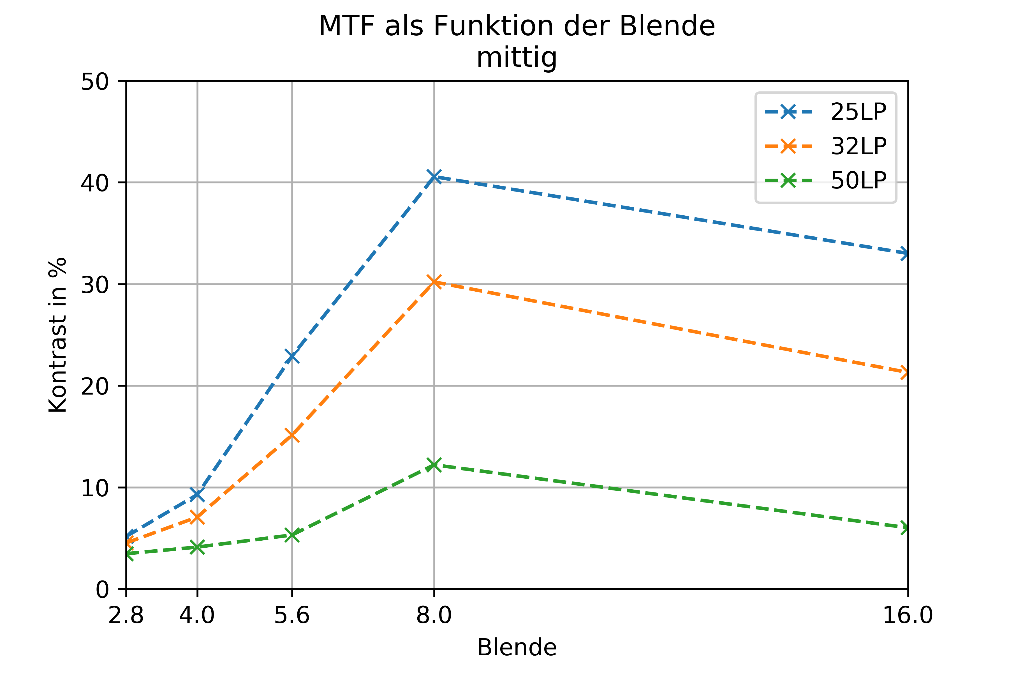 MTF als Funktion der Blende
mittig
50
40
30
20
10
0
Kontrast in %
25LP
32LP
50LP
2.8 4.0 5.6 8.0 16.0
Blende